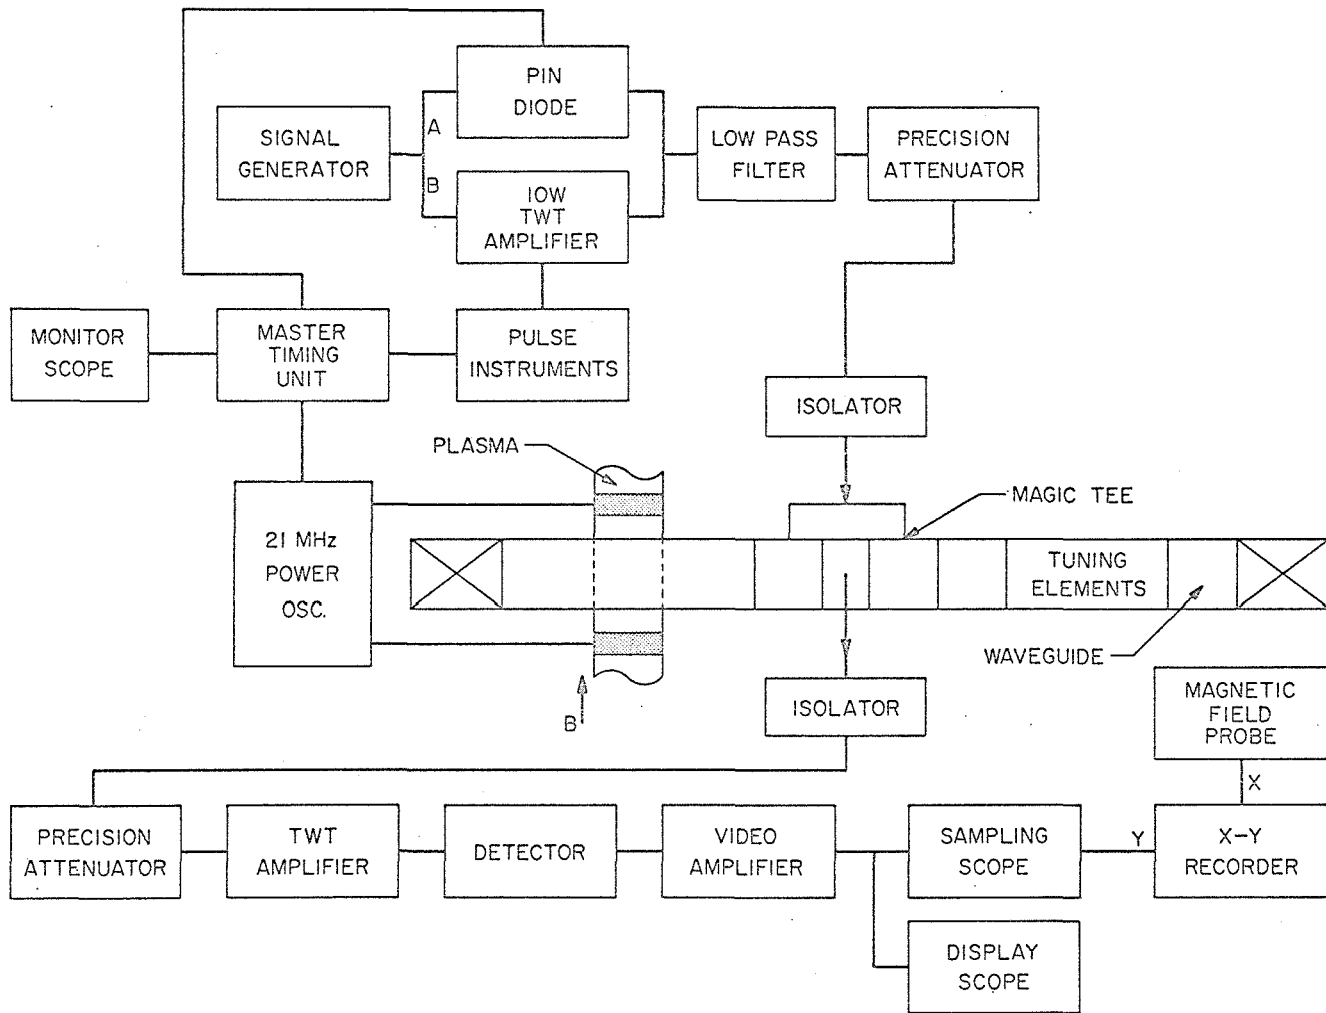 PIN
DIODE
SIGNAL
GENERATOR
A
B
LOW PASS
FILTER
PRECISION
ATTENUATOR
10W
TWT
AMPLIFIER
MONITOR
SCOPE
MASTER
TIMING
UNIT
PULSE
INSTRUMENTS
ISOLATOR
PLASMA
MAGIC TEE
21 MHz
POWER
OSC.
TUNING
ELEMENTS
WAVEGUIDE
B
ISOLATOR
MAGNETIC
FIELD
PROBE
X
PRECISION
ATTENUATOR
TWT
AMPLIFIER
DETECTOR
VIDEO
AMPLIFIER
SAMPLING
SCOPE
Y
X-Y
RECORDER
DISPLAY
SCOPE